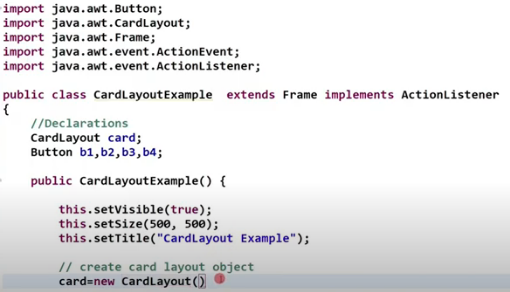 import java.awt.Button;
import java.awt.CardLayout;
import java.awt.Frame;
import java.awt.event.ActionEvent;
import java.awt.event.ActionListener;
public class CardLayoutExample  extends Frame implements ActionListener
{
//Declarations
CardLayout card;
Button b1,b2,b3,b4;
public CardLayoutExample() {
this.setVisible(true);
this.setSize(500, 500);
this.setTitle("CardLayout Example");
// create card layout object
card=new CardLayout()